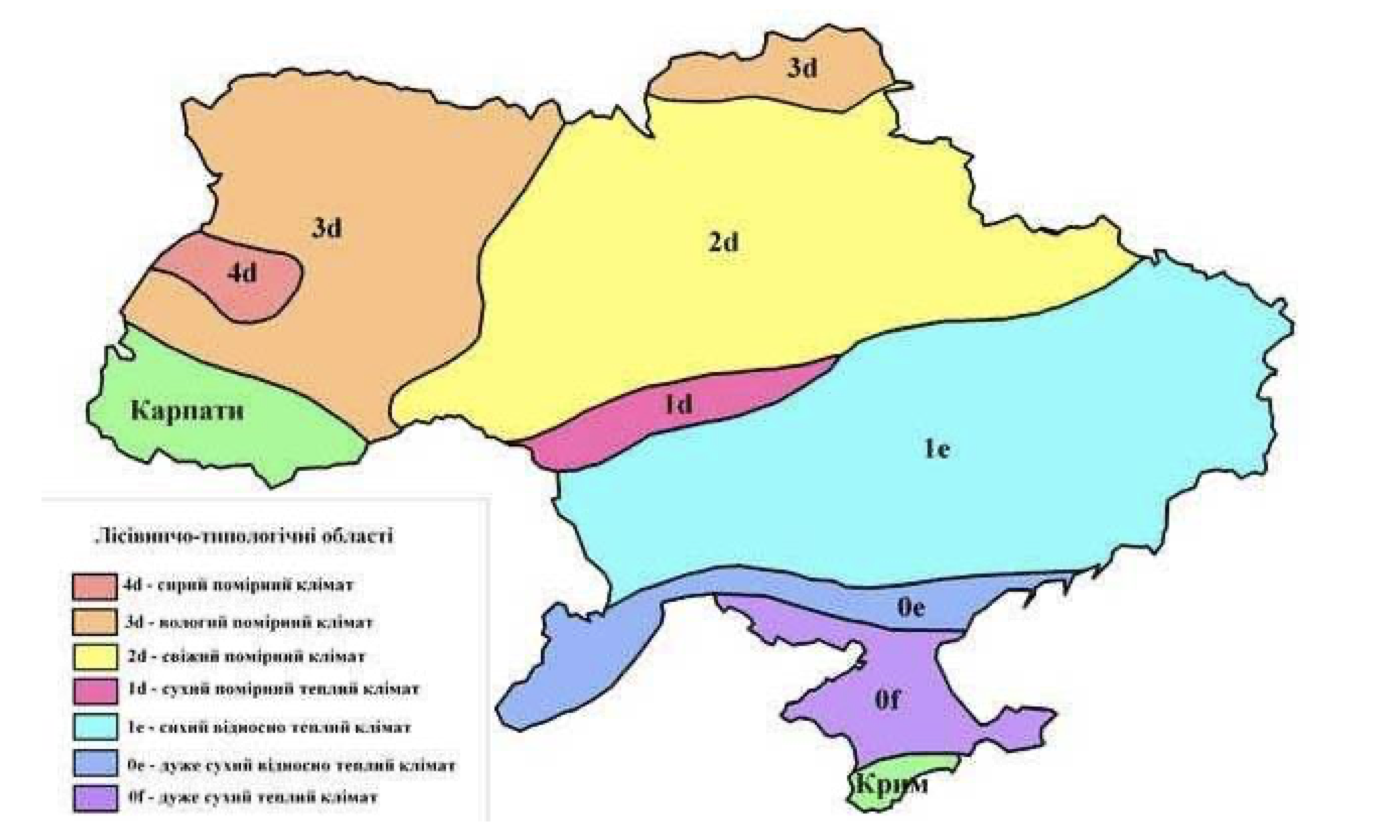 3d
3d
2d
4d
1d
Карпати
1e
0e
0f
Крим
Лісівничо-типологічні області
4d - сирий помірний клімат
3d - вологий помірний клімат
2d - свіжий помірний клімат
1d - сухий помірний теплий клімат
1e - сухий відносно теплий клімат
0e - дуже сухий відносно теплий клімат
0f - дуже сухий теплий клімат